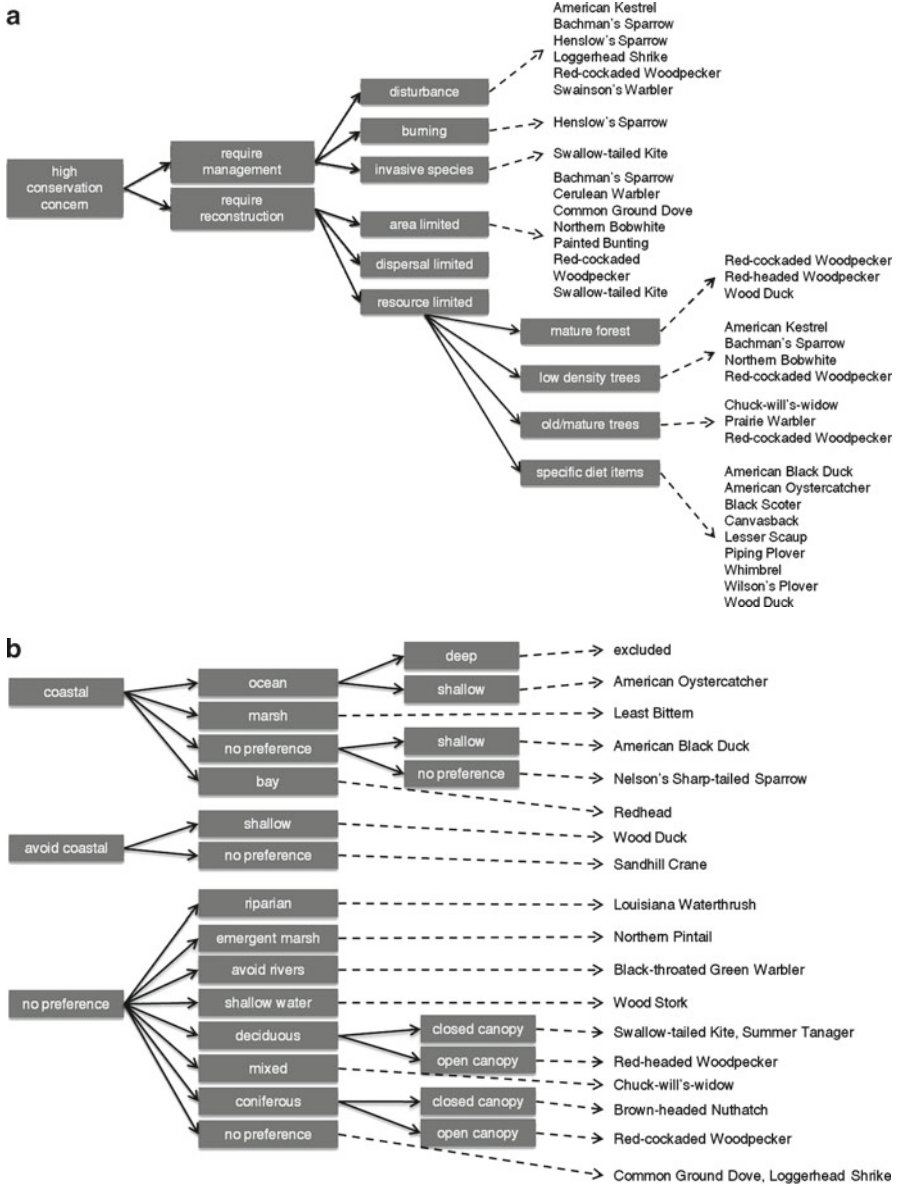 a
high
conservation
concern
require
management
require
reconstruction
disturbance
burning
invasive species
area limited
dispersal limited
resource limited
American Kestrel
Bachman's Sparrow
Henslow's Sparrow
Loggerhead Shrike
Red-cockaded Woodpecker
Swainson's Warbler
Henslow's Sparrow
Swallow-tailed Kite
Bachman's Sparrow
Cerulean Warbler
Common Ground Dove
Northern Bobwhite
Painted Bunting
Red-cockaded
Woodpecker
Swallow-tailed Kite
mature forest
low density trees
old/mature trees
specific diet items
Red-cockaded Woodpecker
Red-headed Woodpecker
Wood Duck
American Kestrel
Bachman's Sparrow
Northern Bobwhite
Red-cockaded Woodpecker
Chuck-will's-widow
Prairie Warbler
Red-cockaded Woodpecker
American Black Duck
American Oystercatcher
Black Scoter
Canvasback
Lesser Scaup
Piping Plover
Whimbrel
Wilson's Plover
Wood Duck
b
coastal
ocean
deep
excluded
shallow
American Oystercatcher
marsh
Least Bittern
no preference
shallow
American Black Duck
no preference
Nelson's Sharp-tailed Sparrow
bay
Redhead
avoid coastal
shallow
Wood Duck
no preference
Sandhill Crane
no preference
riparian
Louisiana Waterthrush
emergent marsh
Northern Pintail
avoid rivers
Black-throated Green Warbler
shallow water
Wood Stork
deciduous
closed canopy
Swallow-tailed Kite, Summer Tanager
open canopy
Red-headed Woodpecker
mixed
Chuck-will's-widow
coniferous
closed canopy
Brown-headed Nuthatch
open canopy
Red-cockaded Woodpecker
no preference
Common Ground Dove, Loggerhead Shrike